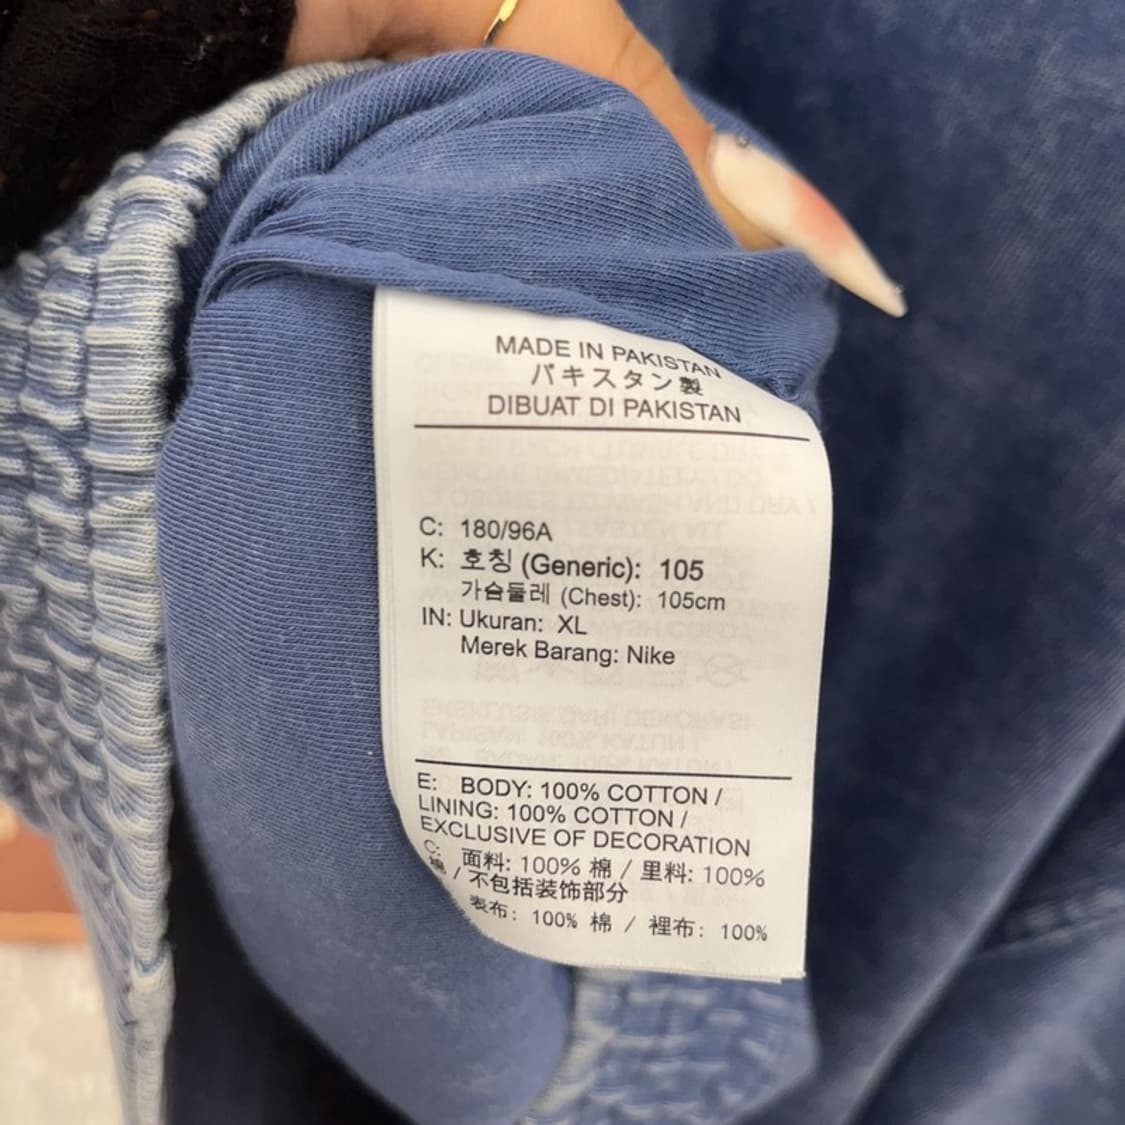 MADE IN PAKISTAN
パキスタン製
DIBUAT DI PAKISTAN
C: 180/96A
K: 호칭 (Generic): 105
가슴둘레 (Chest): 105cm
IN: Ukuran: XL
Merek Barang: Nike
E: BODY: 100% COTTON /
LINING: 100% COTTON /
EXCLUSIVE OF DECORATION
C: 面料: 100% 棉 / 里料: 100%
棉 / 不包括装饰部分
表布: 100% 棉 / 裡布: 100%